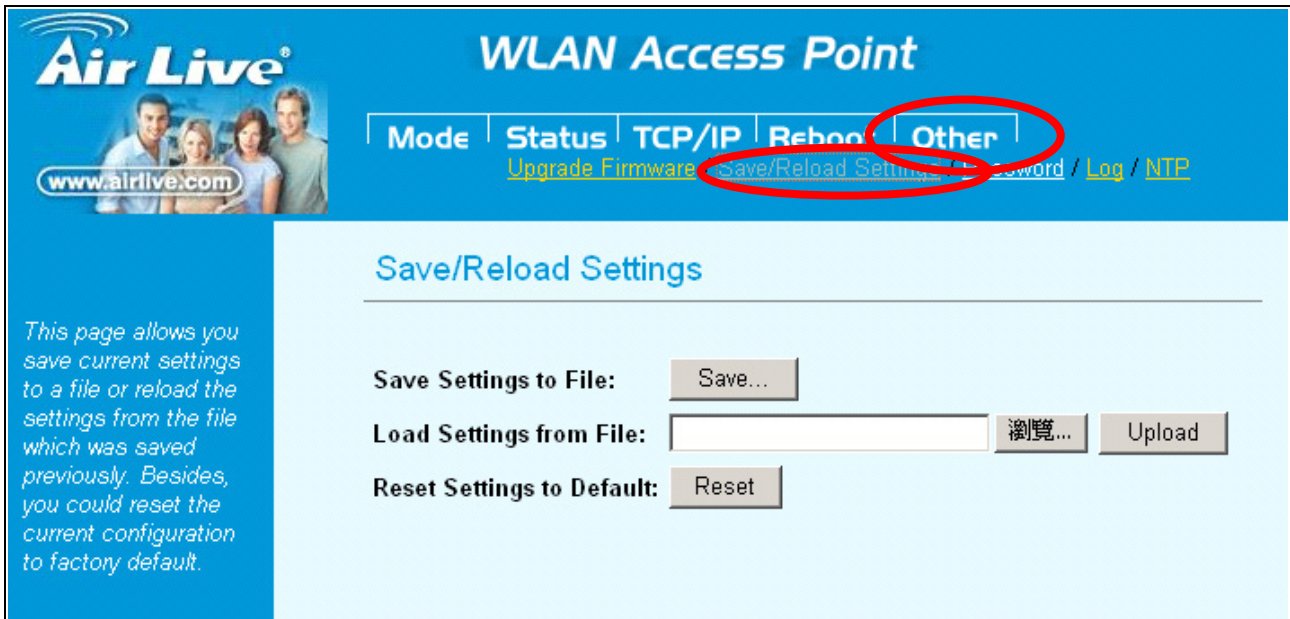 Air Live®
www.airlive.com
WLAN Access Point
Mode Status TCP/IP Reboot Other
Upgrade Firmware / Save/Reload Settings / Password / Log / NTP
Save/Reload Settings
This page allows you
save current settings
to a file or reload the
settings from the file
which was saved
previously. Besides,
you could reset the
current configuration
to factory default.
Save Settings to File: Save...
Load Settings from File: 瀏覽... Upload
Reset Settings to Default: Reset